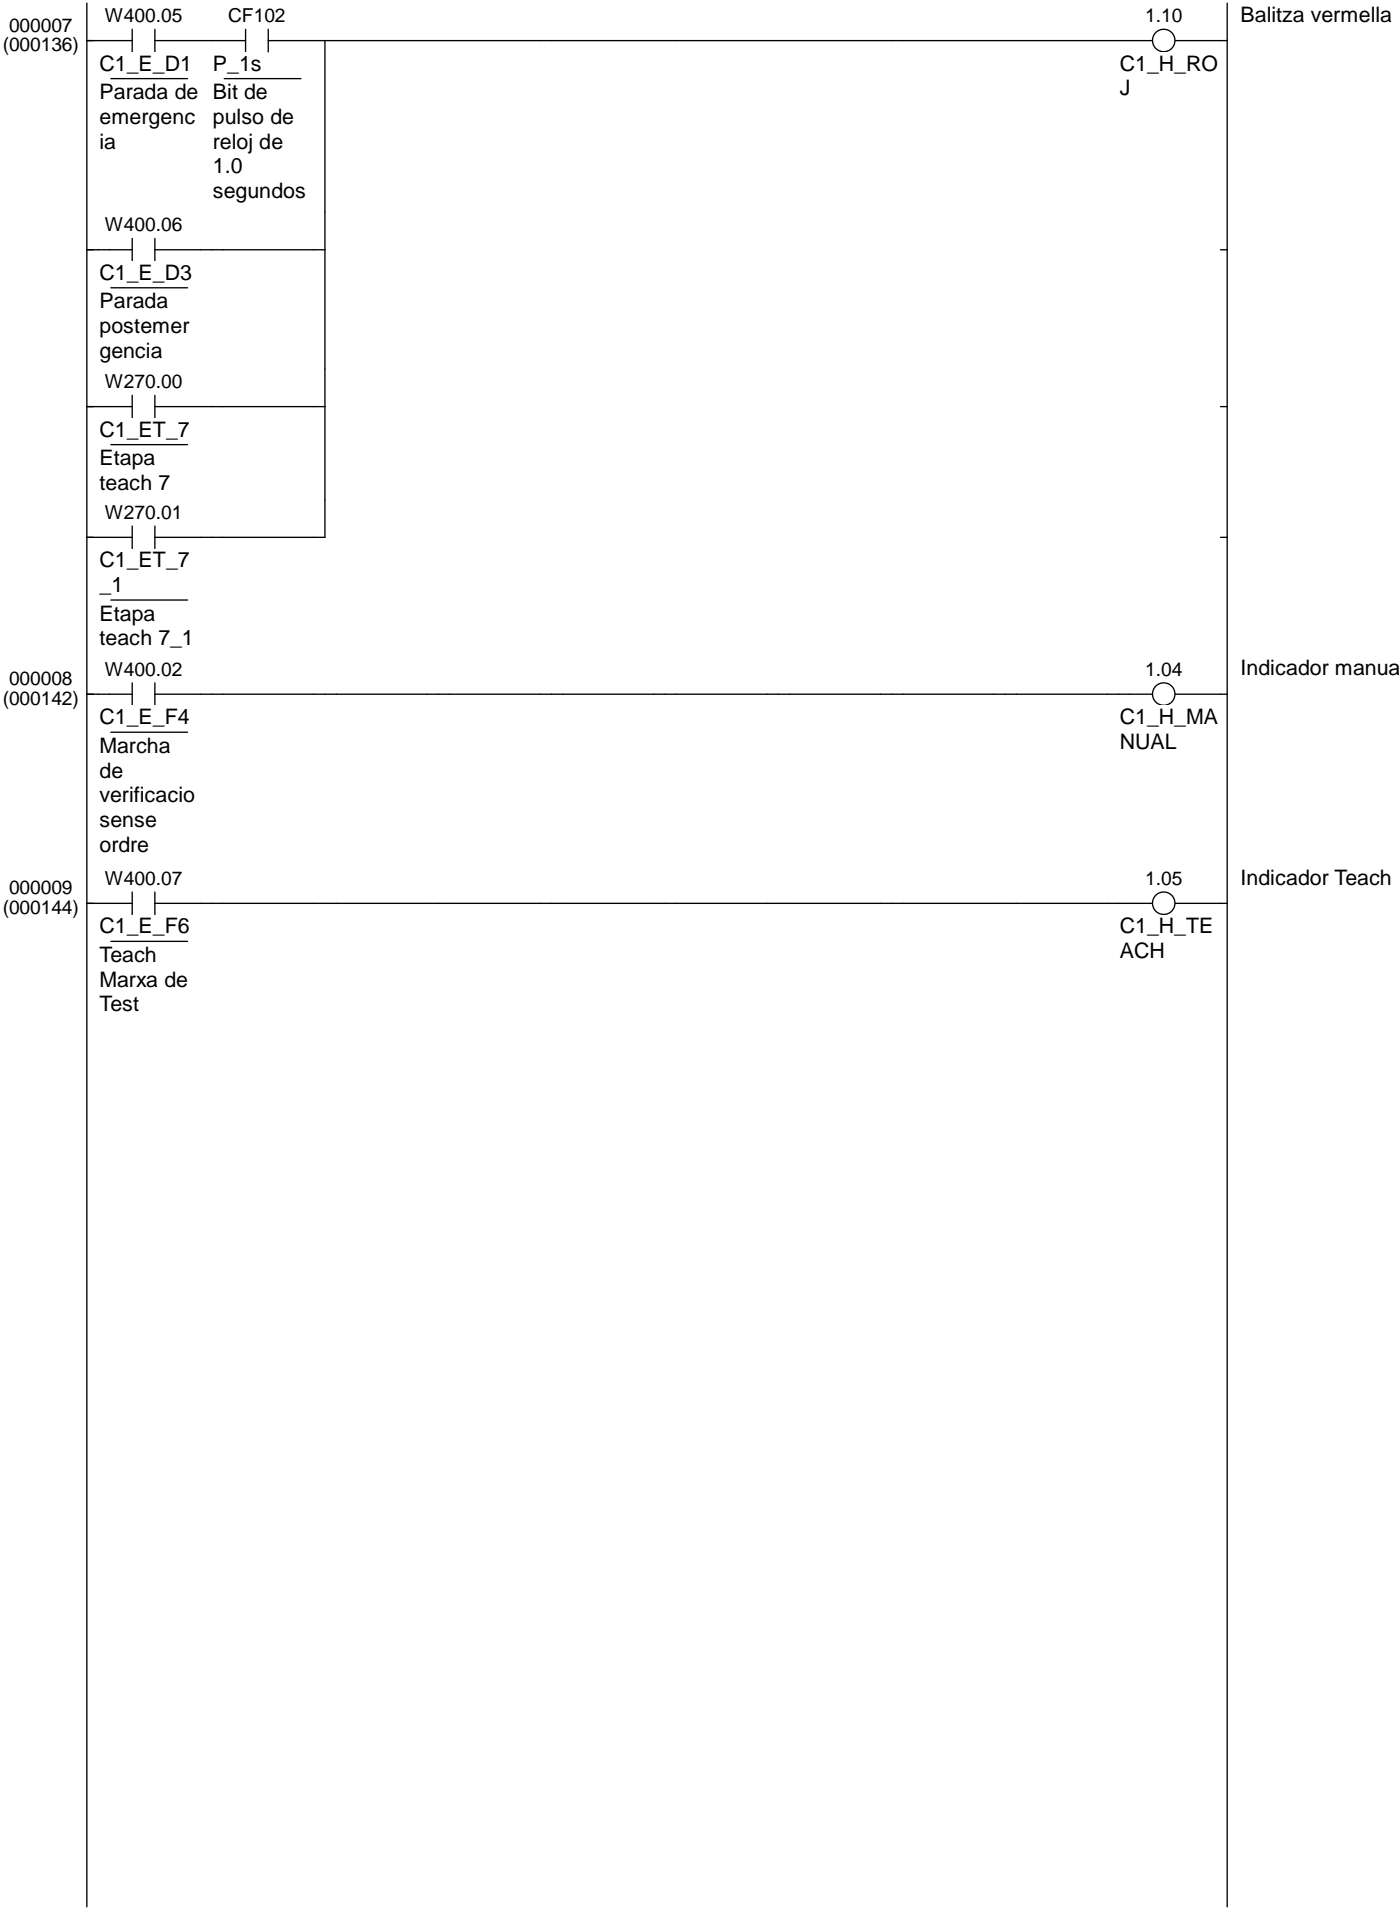 000007
(000136)
W400.05 CF102 1.10 Balitza vermella
C1_E_D1 P_1s C1_H_RO
J
Parada de Bit de
emergenc pulso de
ia reloj de
1.0
segundos
W400.06
C1_E_D3
Parada
postemer
gencia
W270.00
C1_ET_7
Etapa
teach 7
W270.01
C1_ET_7
_1
Etapa
teach 7_1
000008
(000142)
W400.02 1.04 Indicador manua
C1_E_F4 C1_H_MA
NUAL
Marcha
de
verificacio
sense
ordre
000009
(000144)
W400.07 1.05 Indicador Teach
C1_E_F6 C1_H_TE
ACH
Teach
Marxa de
Test